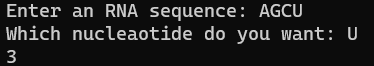 Enter an RNA sequence: AGCU
Which nucleaotide do you want: U
3